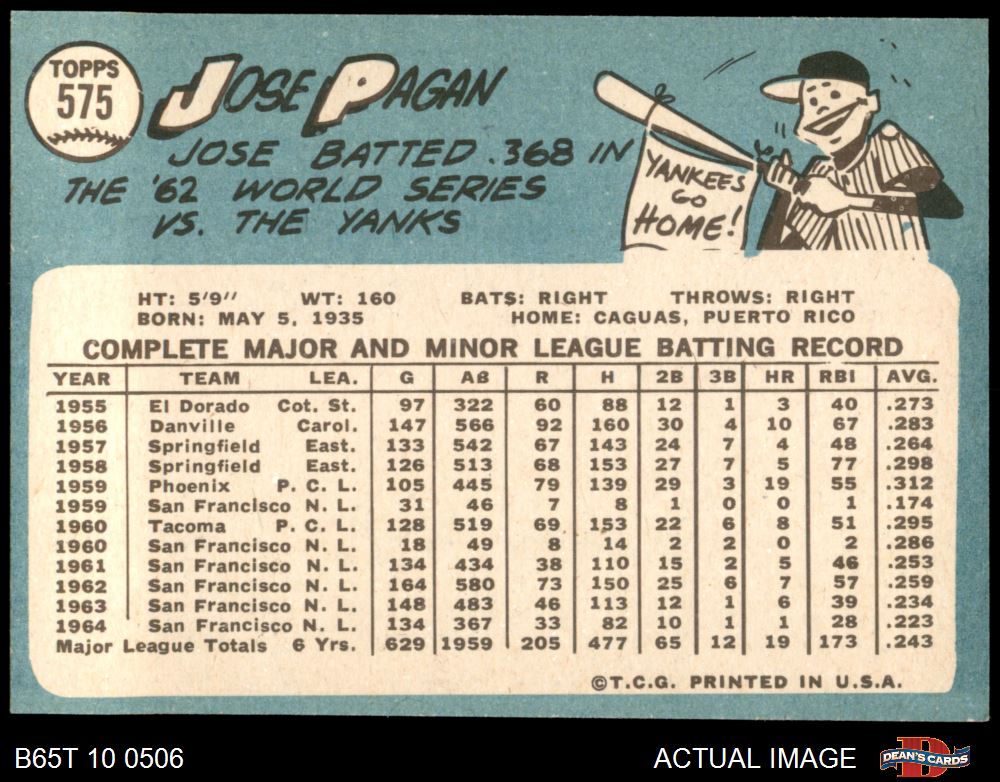 TOPPS
575
JOSE PAGAN
JOSE BATTED .368 IN
THE '62 WORLD SERIES
VS. THE YANKS
YANKEES
GO
HOME!
HT: 5'9" WT: 160 BATS: RIGHT THROWS: RIGHT
BORN: MAY 5, 1935 HOME: CAGUAS, PUERTO RICO
COMPLETE MAJOR AND MINOR LEAGUE BATTING RECORD
YEAR TEAM LEA. G AB R H 2B 3B HR RBI AVG.
1955 El Dorado Cot. St. 97 322 60 88 12 1 3 40 .273
1956 Danville Carol. 147 566 92 160 30 4 10 67 .283
1957 Springfield East. 133 542 67 143 24 7 4 48 .264
1958 Springfield East. 126 513 68 153 27 7 5 77 .298
1959 Phoenix P. C. L. 105 445 79 139 29 3 19 55 .312
1959 San Francisco N. L. 31 46 7 8 1 0 0 1 .174
1960 Tacoma P. C. L. 128 519 69 153 22 6 8 51 .295
1960 San Francisco N. L. 18 49 8 14 2 2 0 2 .286
1961 San Francisco N. L. 134 434 38 110 15 2 5 46 .253
1962 San Francisco N. L. 164 580 73 150 25 6 7 57 .259
1963 San Francisco N. L. 148 483 46 113 12 1 6 39 .234
1964 San Francisco N. L. 134 367 33 82 10 1 1 28 .223
Major League Totals 6 Yrs. 629 1959 205 477 65 12 19 173 .243
©T.C.G. PRINTED IN U.S.A.
B65T 10 0506 ACTUAL IMAGE DEAN'S CARDS